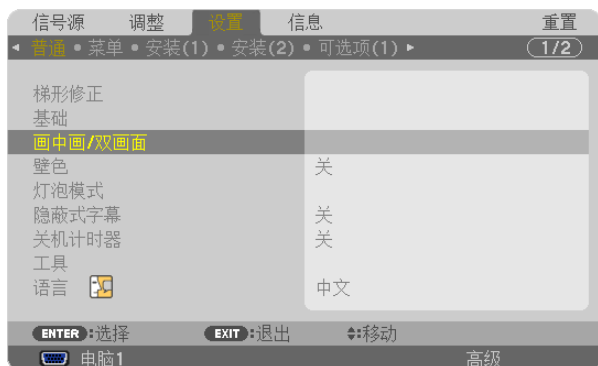 信号源 调整 设置 信息 重置
◂ 普通 ● 菜单 ● 安装(1) ● 安装(2) ● 可选项(1) ▸ 1/2
梯形修正
基础
画中画/双画面
壁色 关
灯泡模式
隐蔽式字幕 关
关机计时器 关
工具
语言 中文
ENTER:选择 EXIT:退出 :移动
电脑1 高级